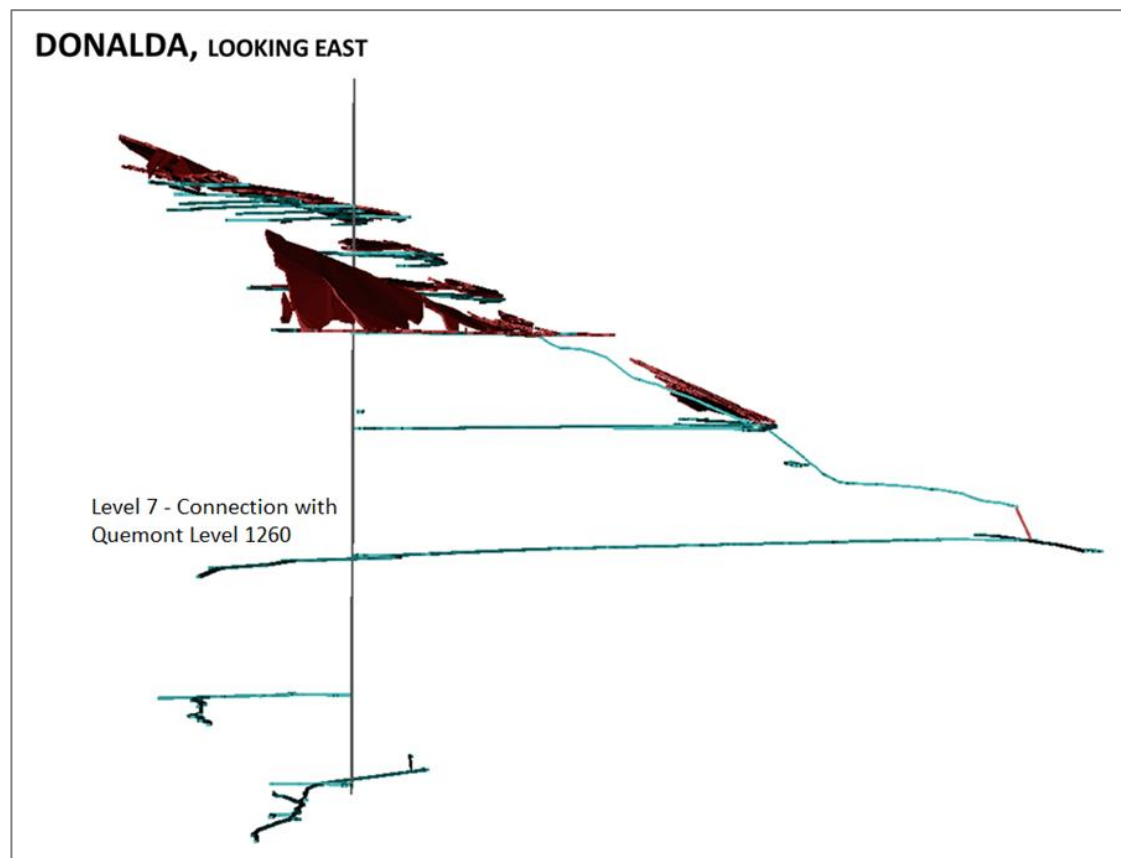 DONALDA, LOOKING EAST
Level 7 - Connection with
Quemont Level 1260